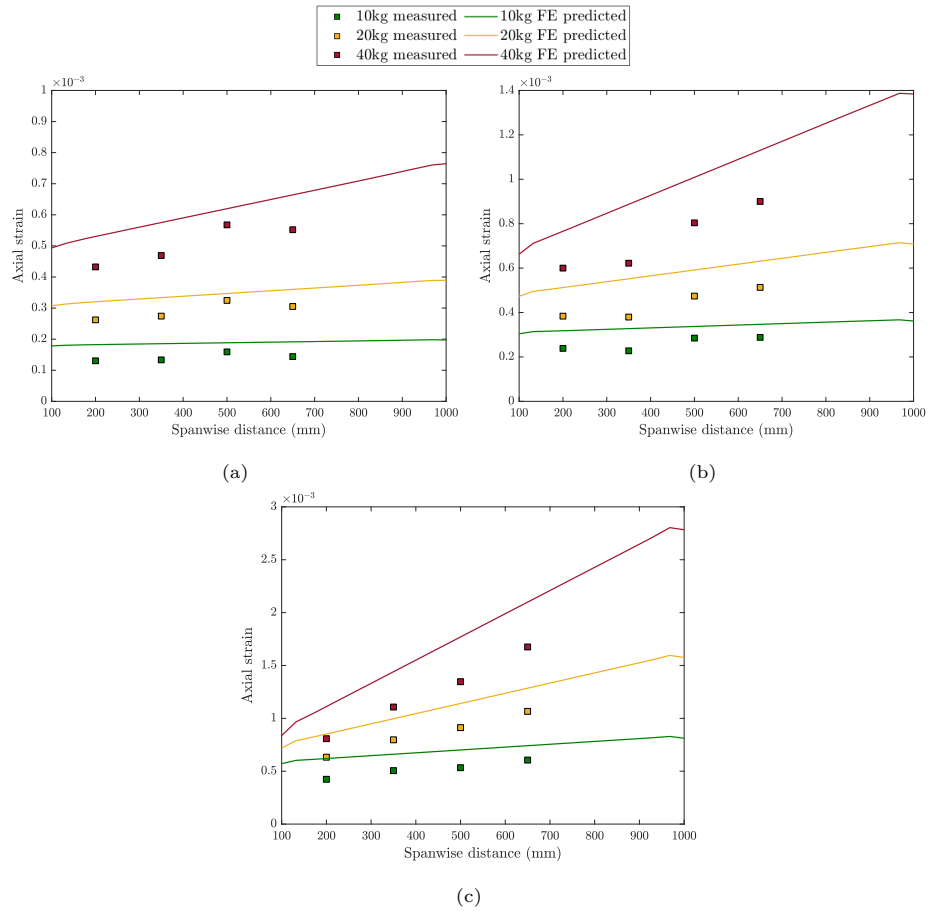 10kg measured 10kg FE predicted
20kg measured 20kg FE predicted
40kg measured 40kg FE predicted
×10⁻³
1
0.9
0.8
0.7
0.6
0.5
0.4
0.3
0.2
0.1
0
Axial strain
100 200 300 400 500 600 700 800 900 1000
Spanwise distance (mm)
(a)
×10⁻³
1.4
1.2
1
0.8
0.6
0.4
0.2
0
Axial strain
100 200 300 400 500 600 700 800 900 1000
Spanwise distance (mm)
(b)
×10⁻³
3
2.5
2
1.5
1
0.5
0
Axial strain
100 200 300 400 500 600 700 800 900 1000
Spanwise distance (mm)
(c)